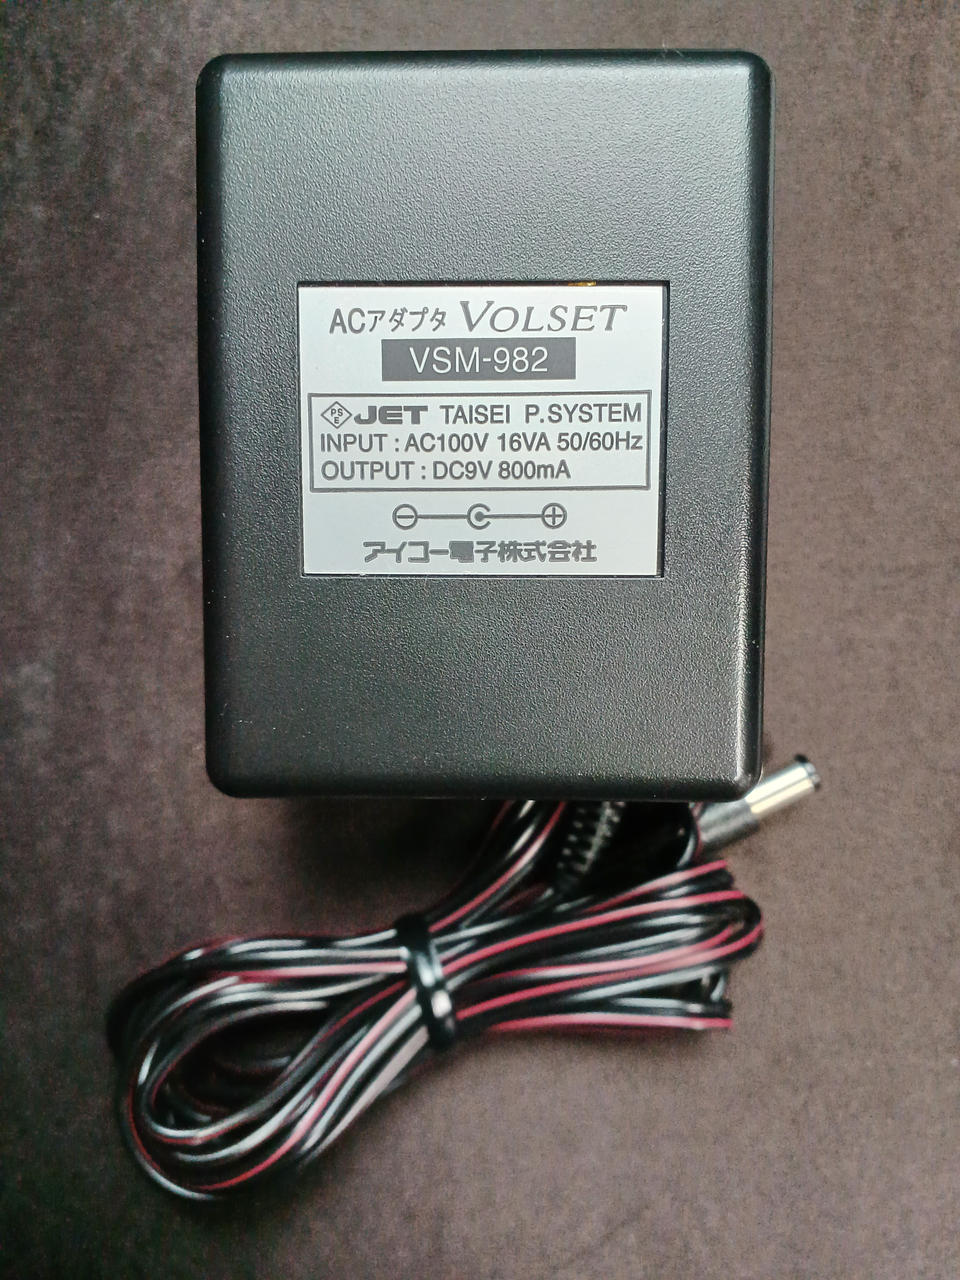 ACアダプタ VOLSET
VSM-982
PSE JET TAISEI P.SYSTEM
INPUT : AC100V 16VA 50/60Hz
OUTPUT : DC9V 800mA
アイコー電子株式会社